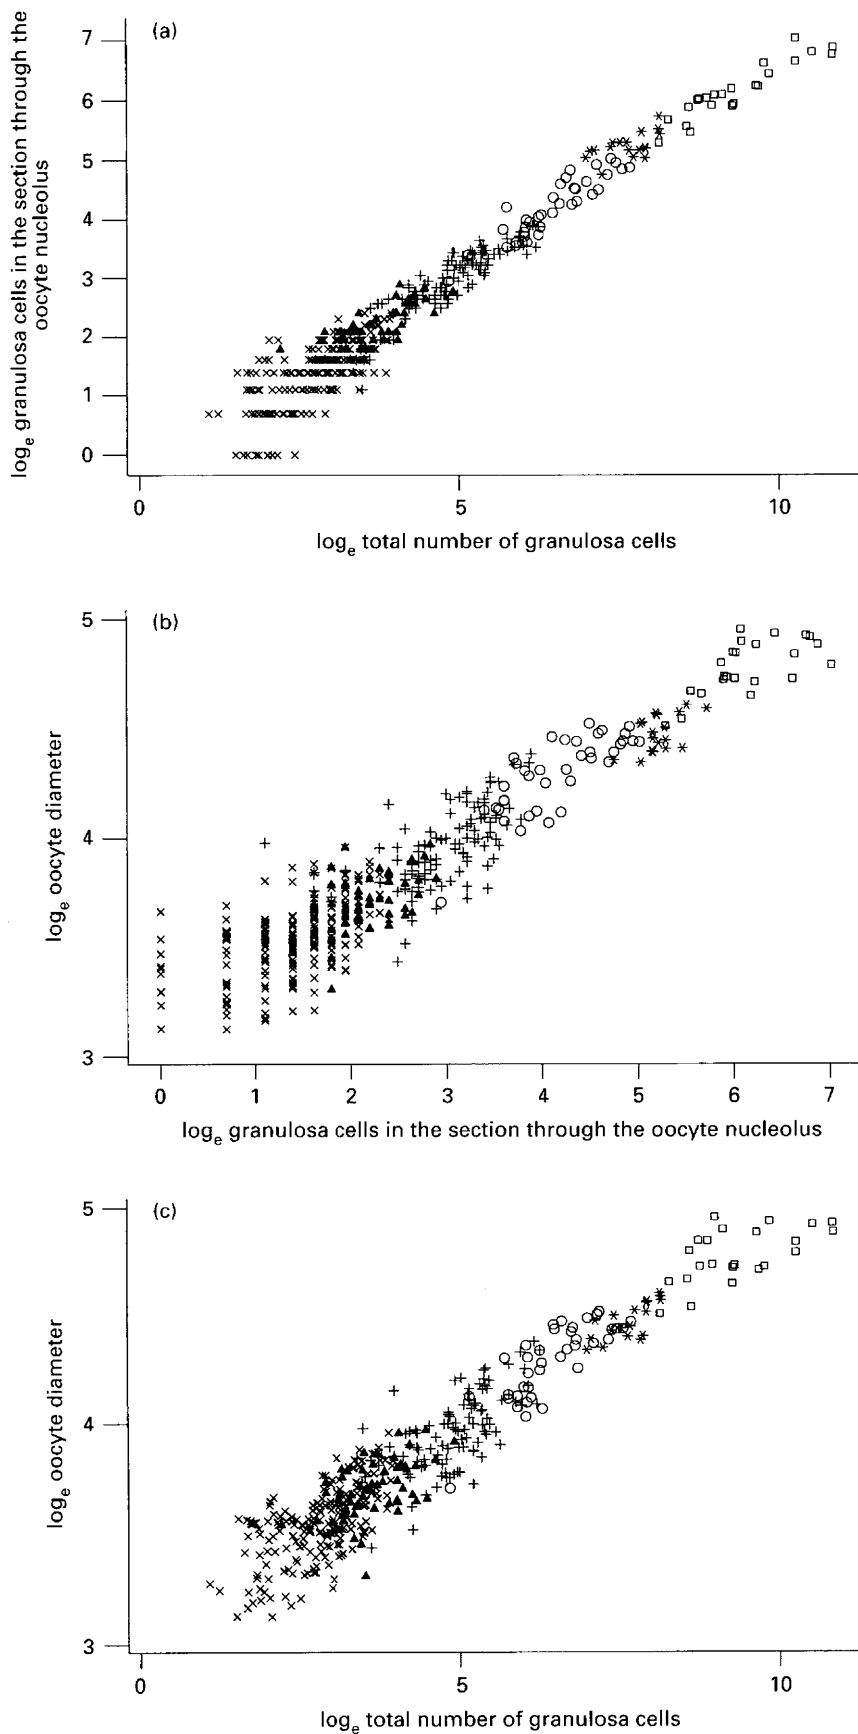 (a)
log_e granulosa cells in the section through the
oocyte nucleolus
7
6
5
4
3
2
1
0
0 5 10
log_e total number of granulosa cells
(b)
log_e oocyte diameter
5
4
3
0 1 2 3 4 5 6 7
log_e granulosa cells in the section through the oocyte nucleolus
(c)
log_e oocyte diameter
5
4
3
0 5 10
log_e total number of granulosa cells